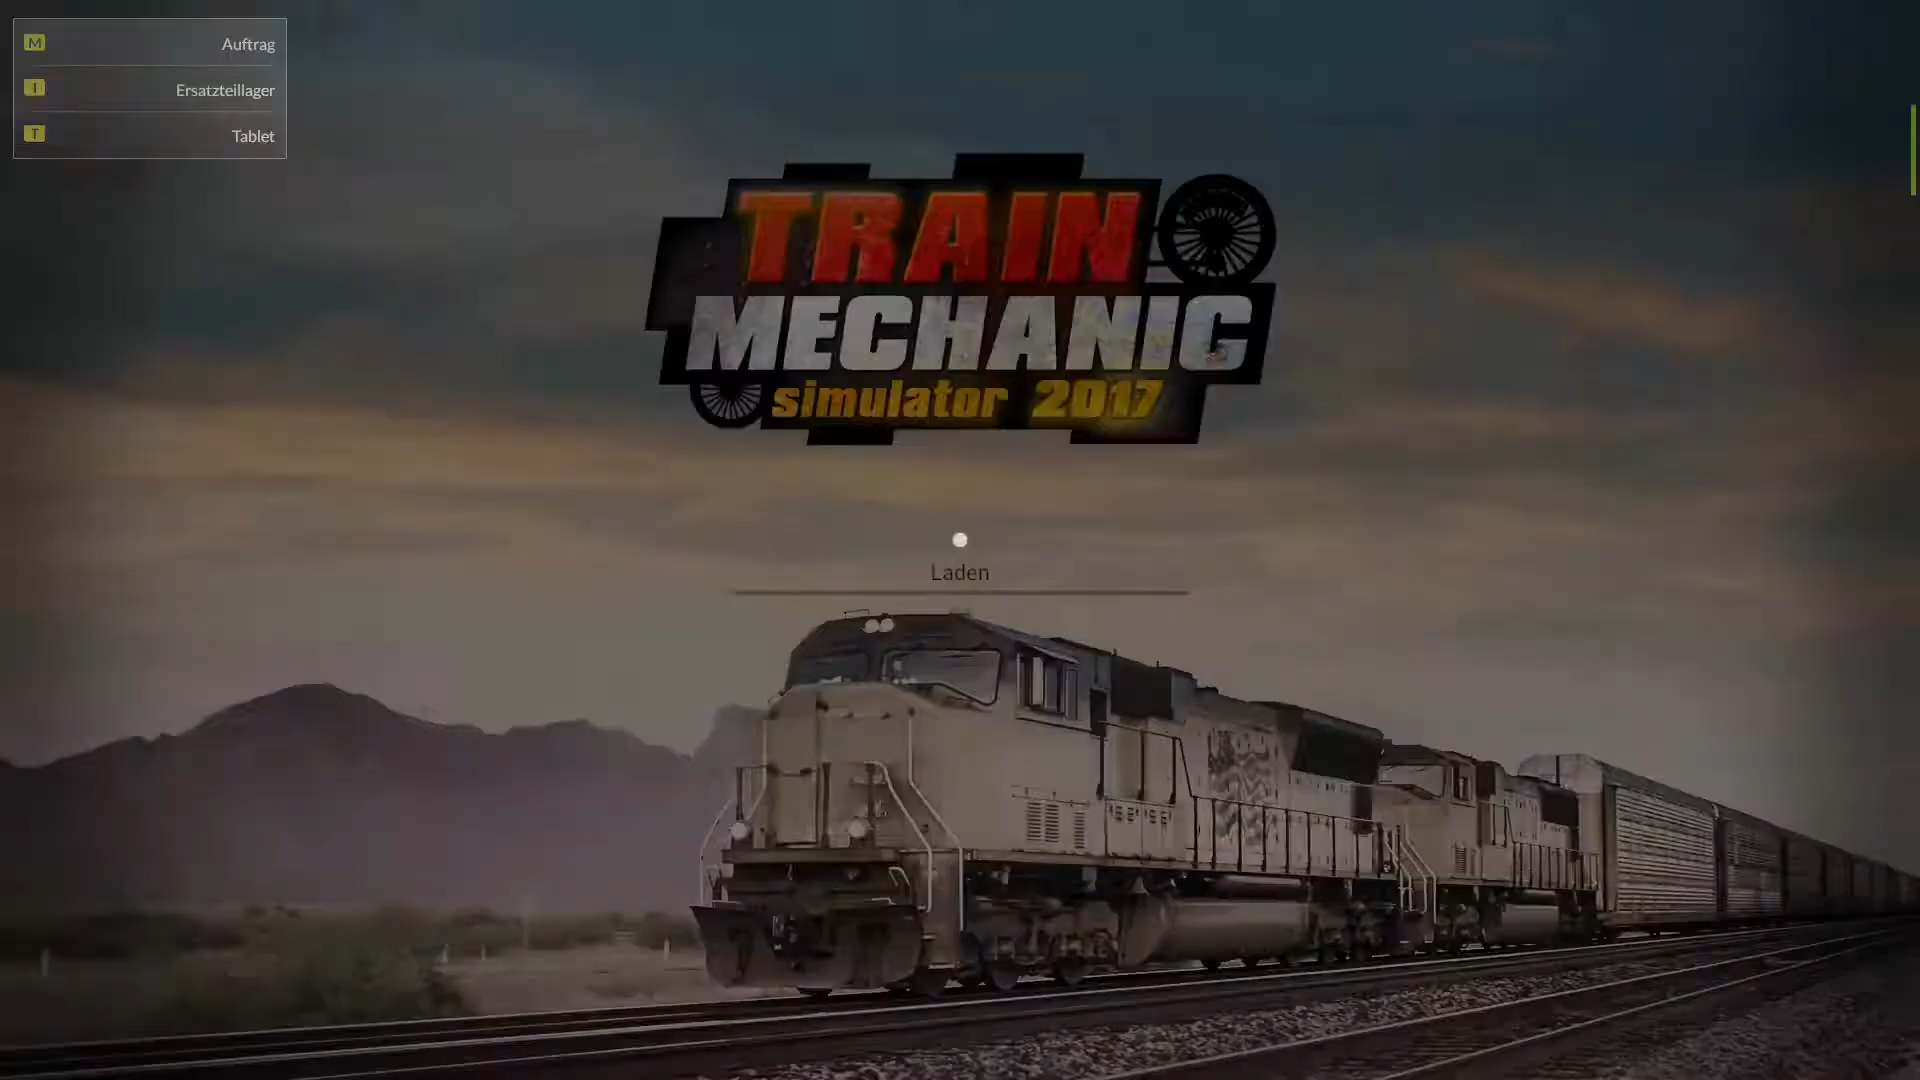 M Auftrag
I Ersatzteillager
T Tablet
TRAIN
MECHANIC
simulator 2017
Laden